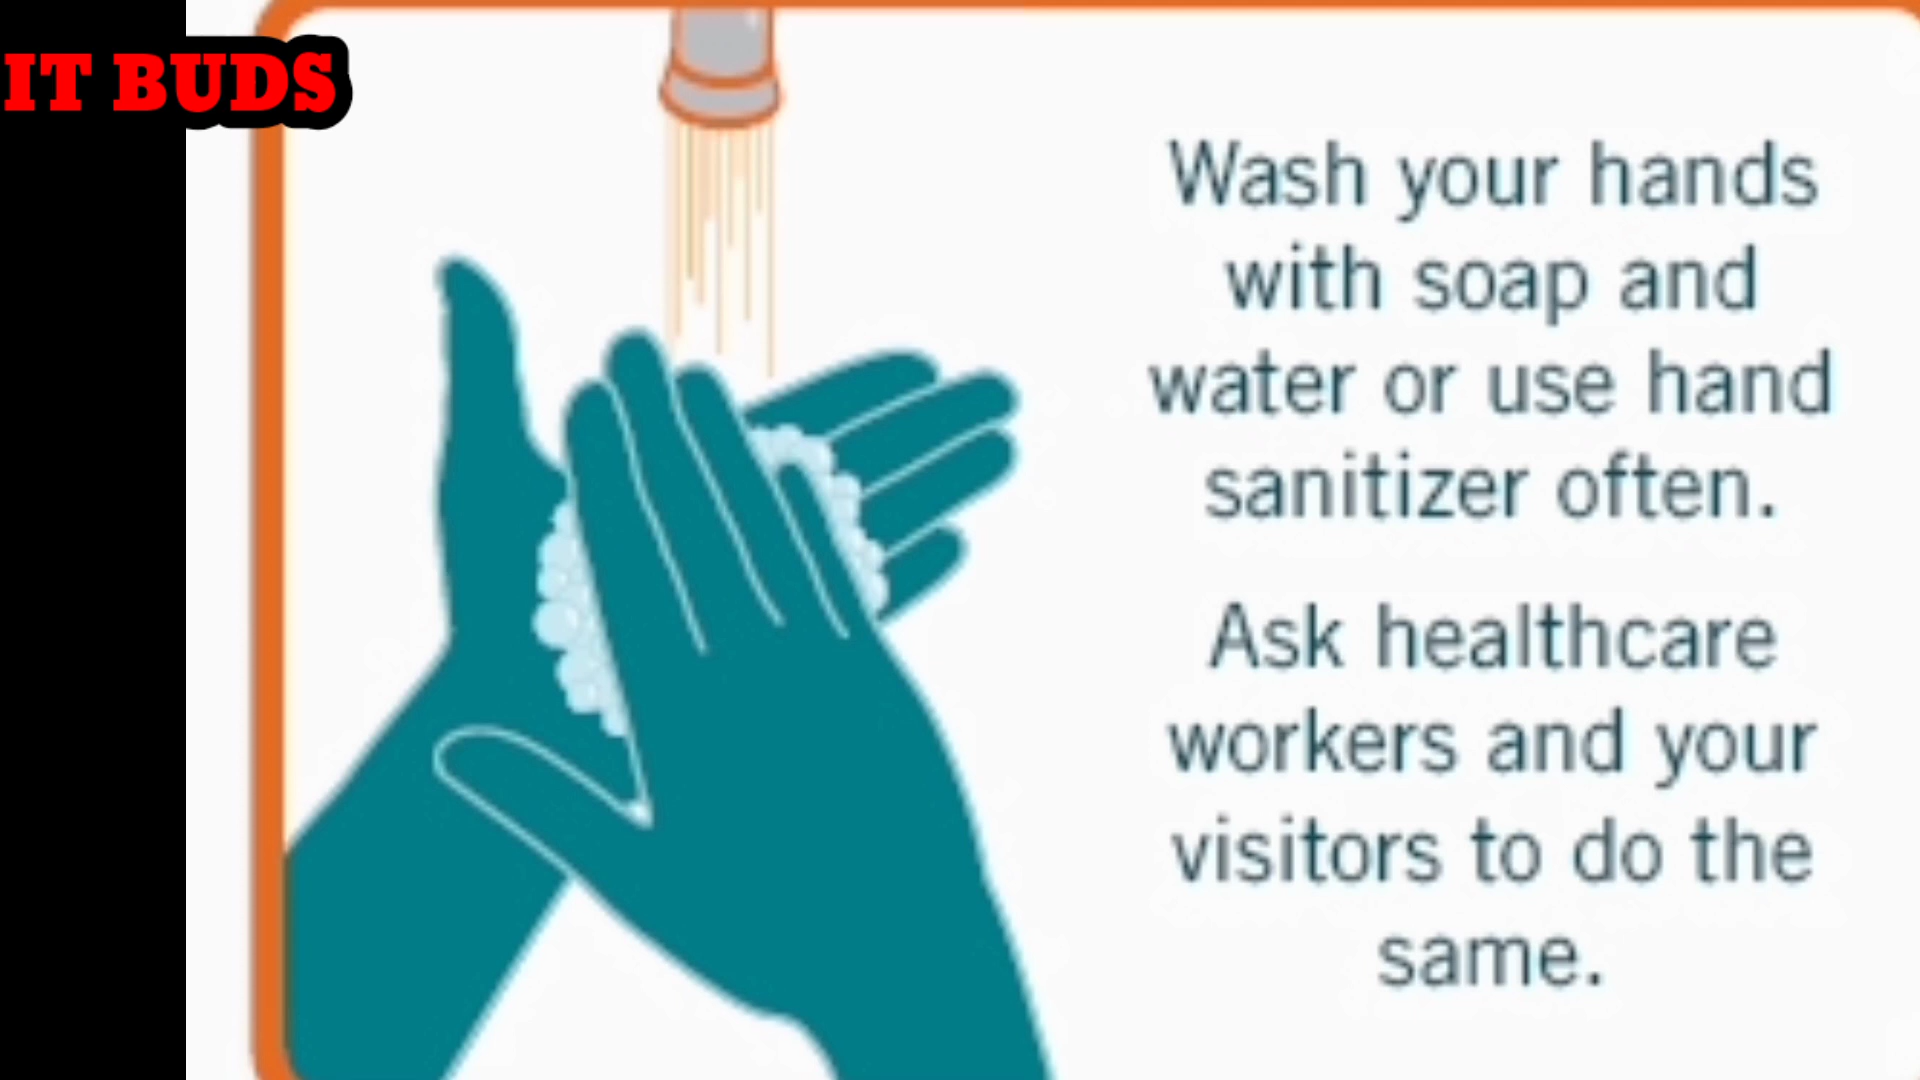 IT BUDS
Wash your hands
with soap and
water or use hand
sanitizer often.
Ask healthcare
workers and your
visitors to do the
same.